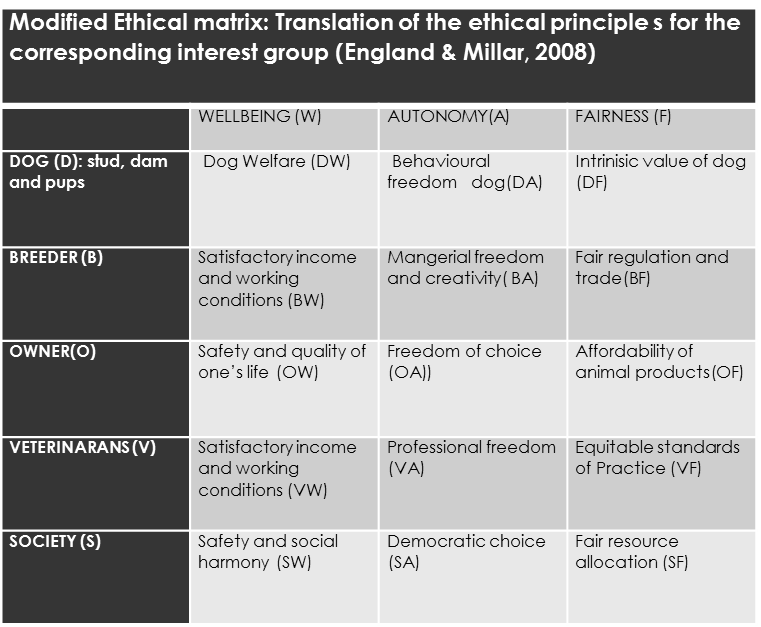 Modified Ethical matrix: Translation of the ethical principle s for the
corresponding interest group (England & Millar, 2008)
WELLBEING (W) AUTONOMY(A) FAIRNESS (F)
DOG (D): stud, dam
and pups
Dog Welfare (DW)
Behavioural
freedom dog(DA)
Intrinisic value of dog
(DF)
BREEDER (B)
Satisfactory income
and working
conditions (BW)
Mangerial freedom
and creativity( BA)
Fair regulation and
trade(BF)
OWNER(O)
Safety and quality of
one's life (OW)
Freedom of choice
(OA))
Affordability of
animal products(OF)
VETERINARANS (V)
Satisfactory income
and working
conditions (VW)
Professional freedom
(VA)
Equitable standards
of Practice (VF)
SOCIETY (S)
Safety and social
harmony (SW)
Democratic choice
(SA)
Fair resource
allocation (SF)